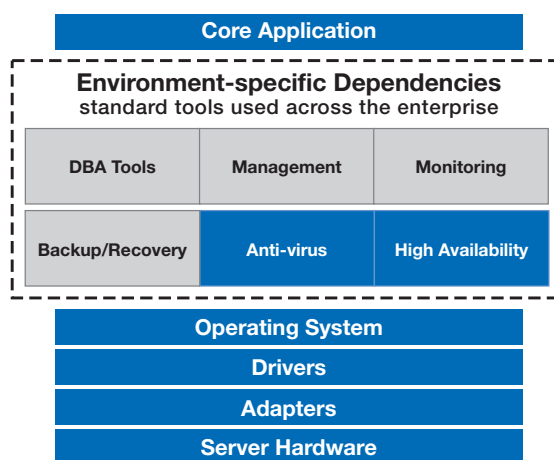 Core Application
Environment-specific Dependencies
standard tools used across the enterprise
DBA Tools
Management
Monitoring
Backup/Recovery
Anti-virus
High Availability
Operating System
Drivers
Adapters
Server Hardware